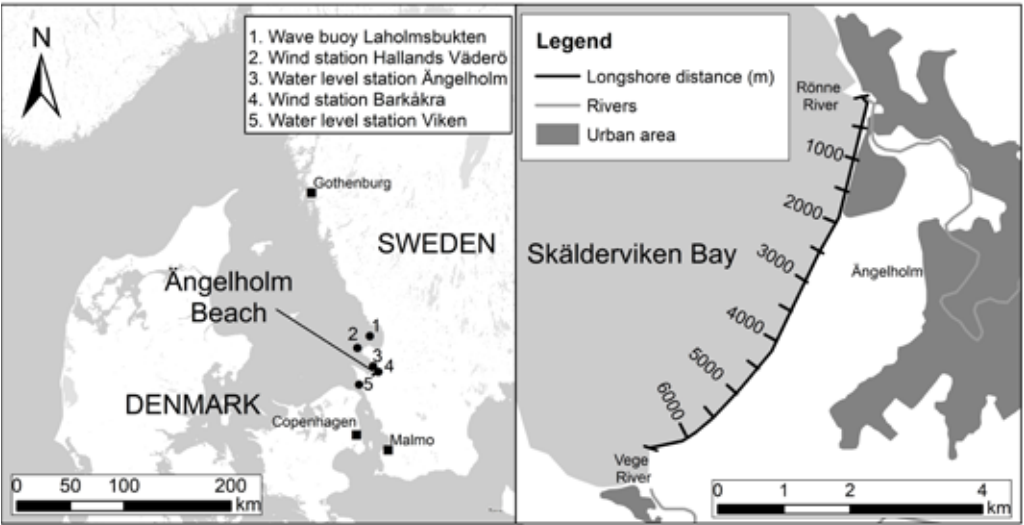 N
1. Wave buoy Laholmsbukten
2. Wind station Hallands Väderö
3. Water level station Ängelholm
4. Wind station Barkåkra
5. Water level station Viken
Gothenburg
SWEDEN
Ängelholm
Beach
1
2
3
4
5
DENMARK
Copenhagen
Malmo
0 50 100 200
km
Legend
Longshore distance (m)
Rivers
Urban area
Rönne
River
1000
2000
Skälderviken Bay
3000
Ängelholm
4000
5000
6000
Vege
River
0 1 2 4
km